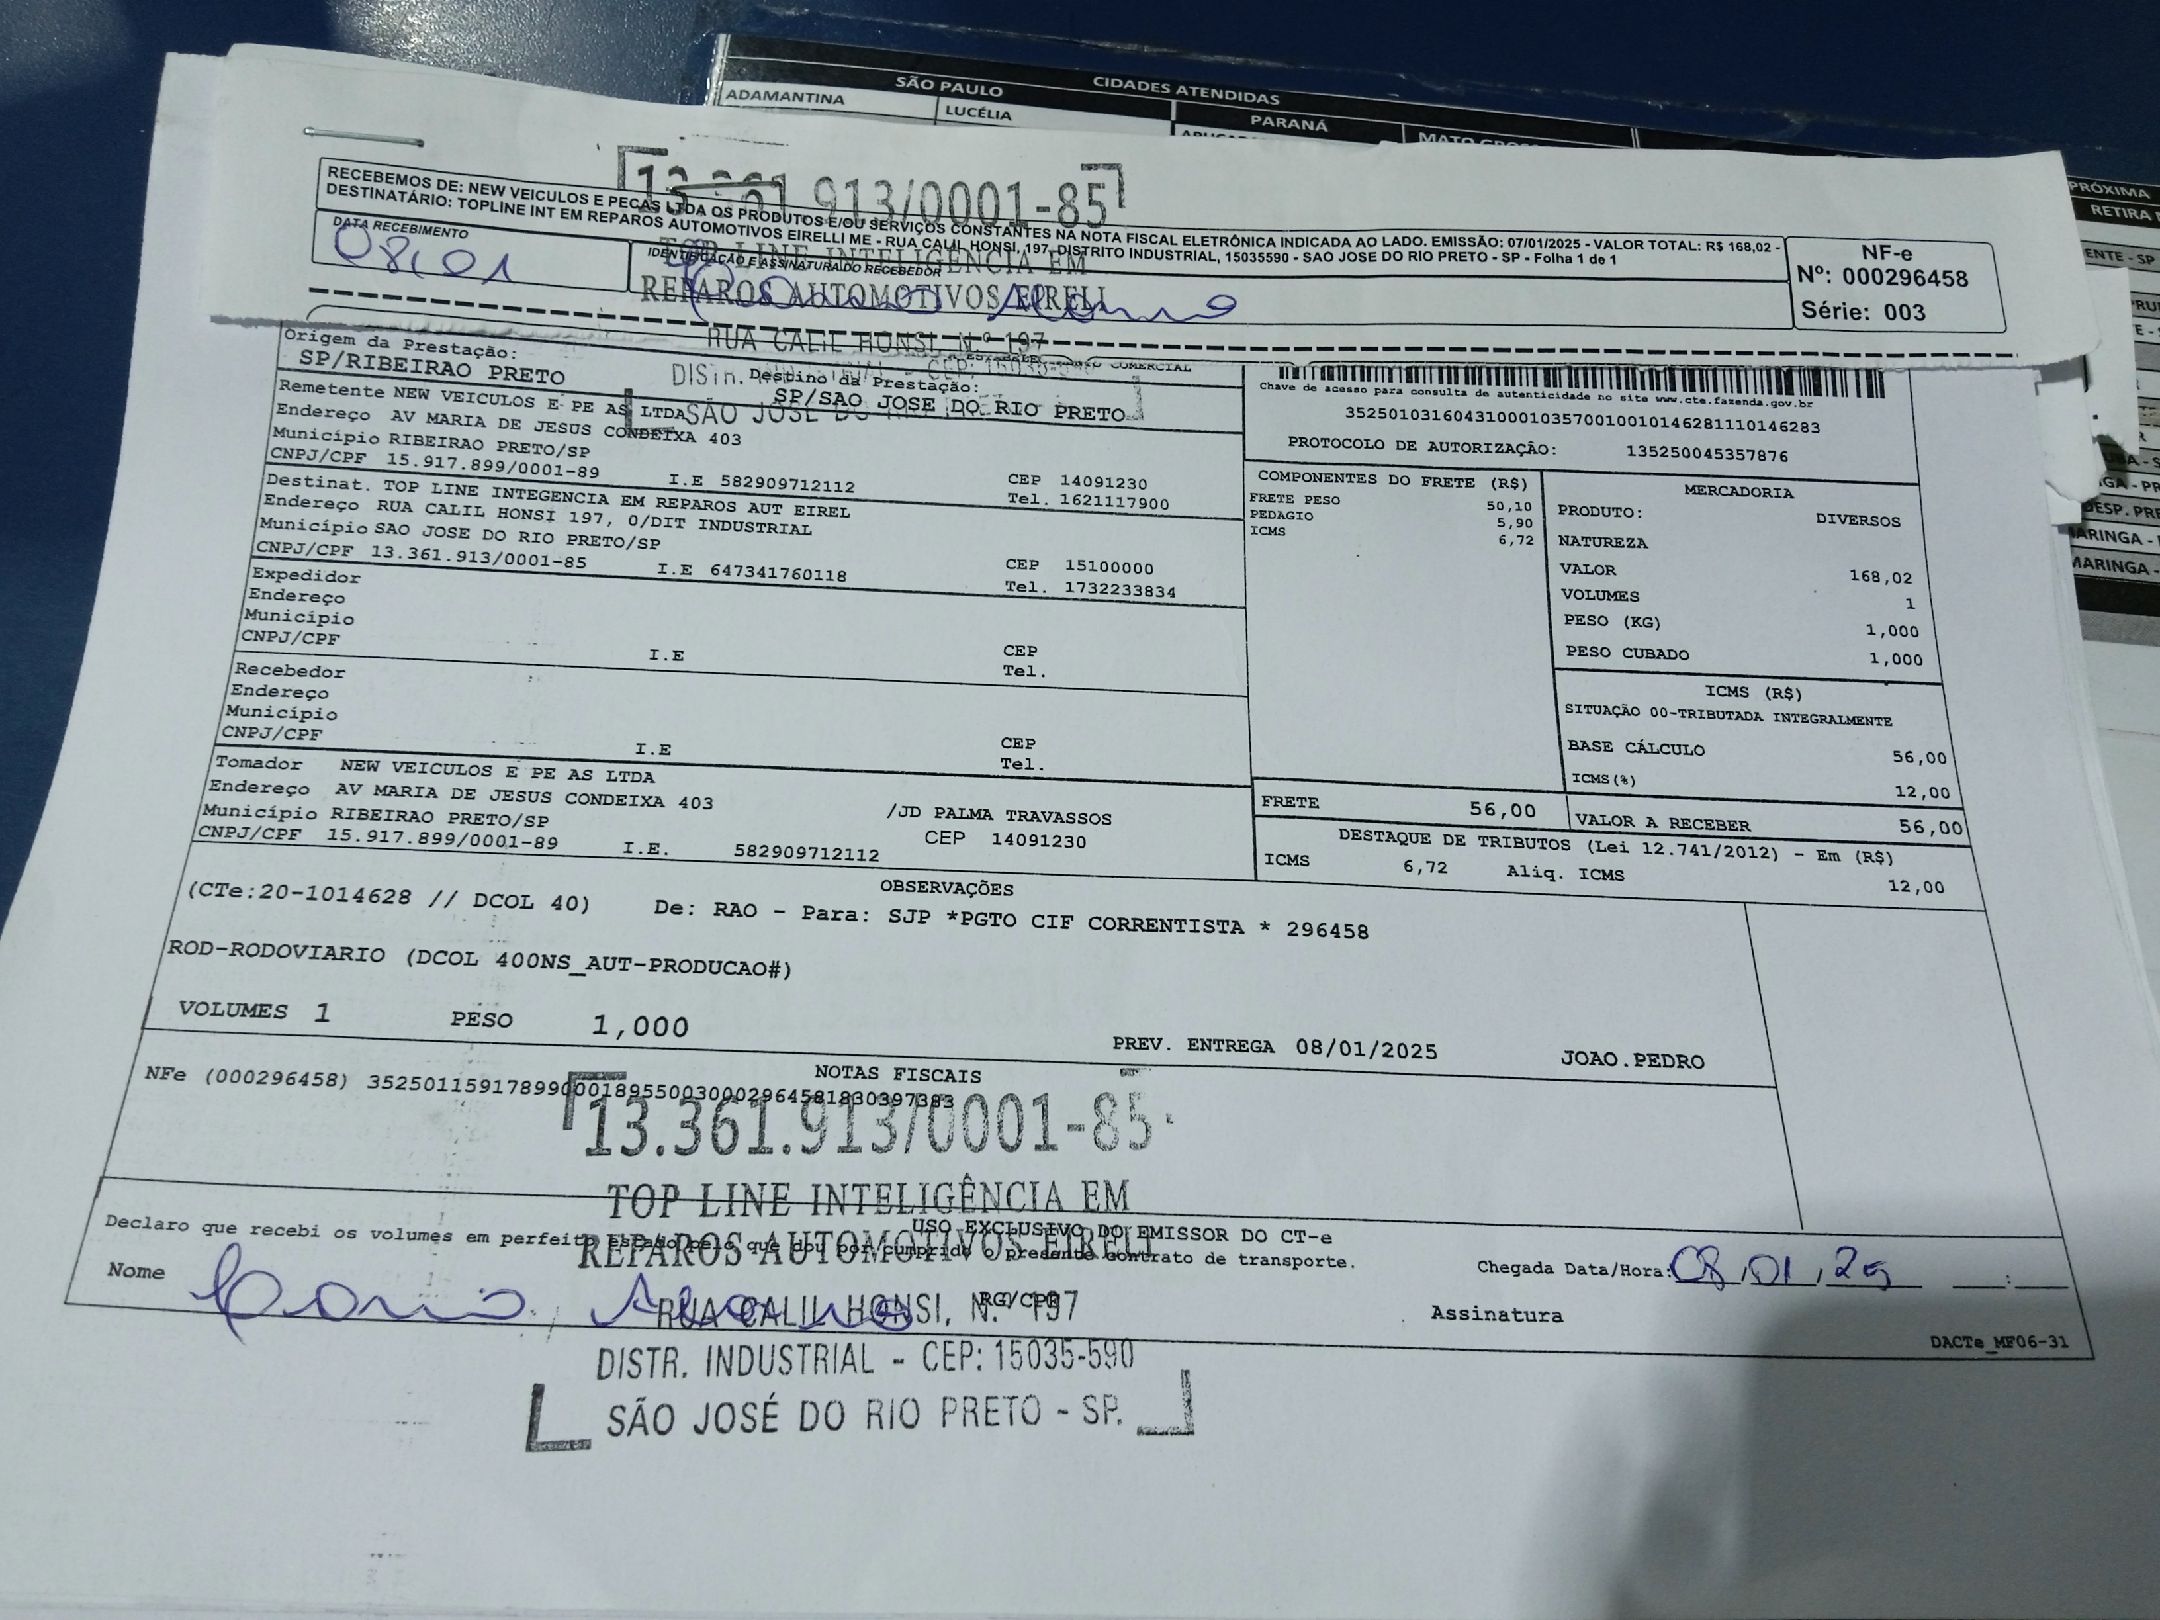 CIDADES ATENDIDAS
SÃO PAULO
PARANÁ
ADAMANTINA
LUCÉLIA
PRÓXIMA
RETIRA
ENTE - SP
13.361.913/0001-85
RECEBEMOS DE: NEW VEICULOS E PECAS LTDA OS PRODUTOS E/OU SERVIÇOS CONSTANTES NA NOTA FISCAL ELETRÔNICA INDICADA AO LADO. EMISSÃO: 07/01/2025 - VALOR TOTAL: R$ 168,02 -
DESTINATÁRIO: TOPLINE INT EM REPAROS AUTOMOTIVOS EIRELLI ME - RUA CALIL HONSI, 197, DISTRITO INDUSTRIAL, 15035590 - SAO JOSE DO RIO PRETO - SP - Folha 1 de 1
DATA RECEBIMENTO
08/01
IDENTIFICAÇÃO E ASSINATURA DO RECEBEDOR
NF-e
Nº: 000296458
Série: 003
TOP LINE INTELIGÊNCIA EM
REPAROS AUTOMOTIVOS EIRELI
RUA CALIL HONSI, N.º 197
SÃO JOSÉ DO
Origem da Prestação:
SP/RIBEIRAO PRETO
Destino da Prestação:
SP/SAO JOSE DO RIO PRETO
COMERCIAL
Chave de acesso para consulta de autenticidade no site www.cte.fazenda.gov.br
35250103160431000103570010010146281110146283
PROTOCOLO DE AUTORIZAÇÃO: 135250045357876
Remetente NEW VEICULOS E PE AS LTDA
Endereço AV MARIA DE JESUS CONDEIXA 403
Município RIBEIRAO PRETO/SP
CEP 14091230
CNPJ/CPF 15.917.899/0001-89 I.E 582909712112 Tel. 1621117900
Destinat. TOP LINE INTEGENCIA EM REPAROS AUT EIREL
Endereço RUA CALIL HONSI 197, 0/DIT INDUSTRIAL
Município SAO JOSE DO RIO PRETO/SP CEP 15100000
CNPJ/CPF 13.361.913/0001-85 I.E 647341760118 Tel. 1732233834
Expedidor
Endereço
Município CEP
CNPJ/CPF I.E Tel.
Recebedor
Endereço
Município CEP
CNPJ/CPF I.E Tel.
Tomador NEW VEICULOS E PE AS LTDA
Endereço AV MARIA DE JESUS CONDEIXA 403 /JD PALMA TRAVASSOS
Município RIBEIRAO PRETO/SP CEP 14091230
CNPJ/CPF 15.917.899/0001-89 I.E. 582909712112
COMPONENTES DO FRETE (R$)
FRETE PESO 50,10
PEDAGIO 5,90
ICMS 6,72
MERCADORIA
PRODUTO: DIVERSOS
NATUREZA
VALOR 168,02
VOLUMES 1
PESO (KG) 1,000
PESO CUBADO 1,000
ICMS (R$)
SITUAÇÃO 00-TRIBUTADA INTEGRALMENTE
BASE CÁLCULO 56,00
ICMS(%) 12,00
FRETE 56,00
VALOR A RECEBER 56,00
DESTAQUE DE TRIBUTOS (Lei 12.741/2012) - Em (R$)
ICMS 6,72 Aliq. ICMS 12,00
OBSERVAÇÕES
(CTe:20-1014628 // DCOL 40) De: RAO - Para: SJP *PGTO CIF CORRENTISTA * 296458
ROD-RODOVIARIO (DCOL 400NS_AUT-PRODUCAO#)
VOLUMES 1 PESO 1,000
PREV. ENTREGA 08/01/2025 JOAO.PEDRO
NOTAS FISCAIS
NFe (000296458) 35250115917899000189550030002964581830397383
13.361.913/0001-85
TOP LINE INTELIGÊNCIA EM
USO EXCLUSIVO DO EMISSOR DO CT-e
REPAROS AUTOMOTIVOS EIRELI
Declaro que recebi os volumes em perfeito estado pelo que dou por cumprido o presente contrato de transporte.
Chegada Data/Hora: 08/01/25
Nome
RG/CPF
Assinatura
RUA CALIL HONSI, N.º 197
DACTe_MF06-31
DISTR. INDUSTRIAL - CEP: 15035-590
SÃO JOSÉ DO RIO PRETO - SP.